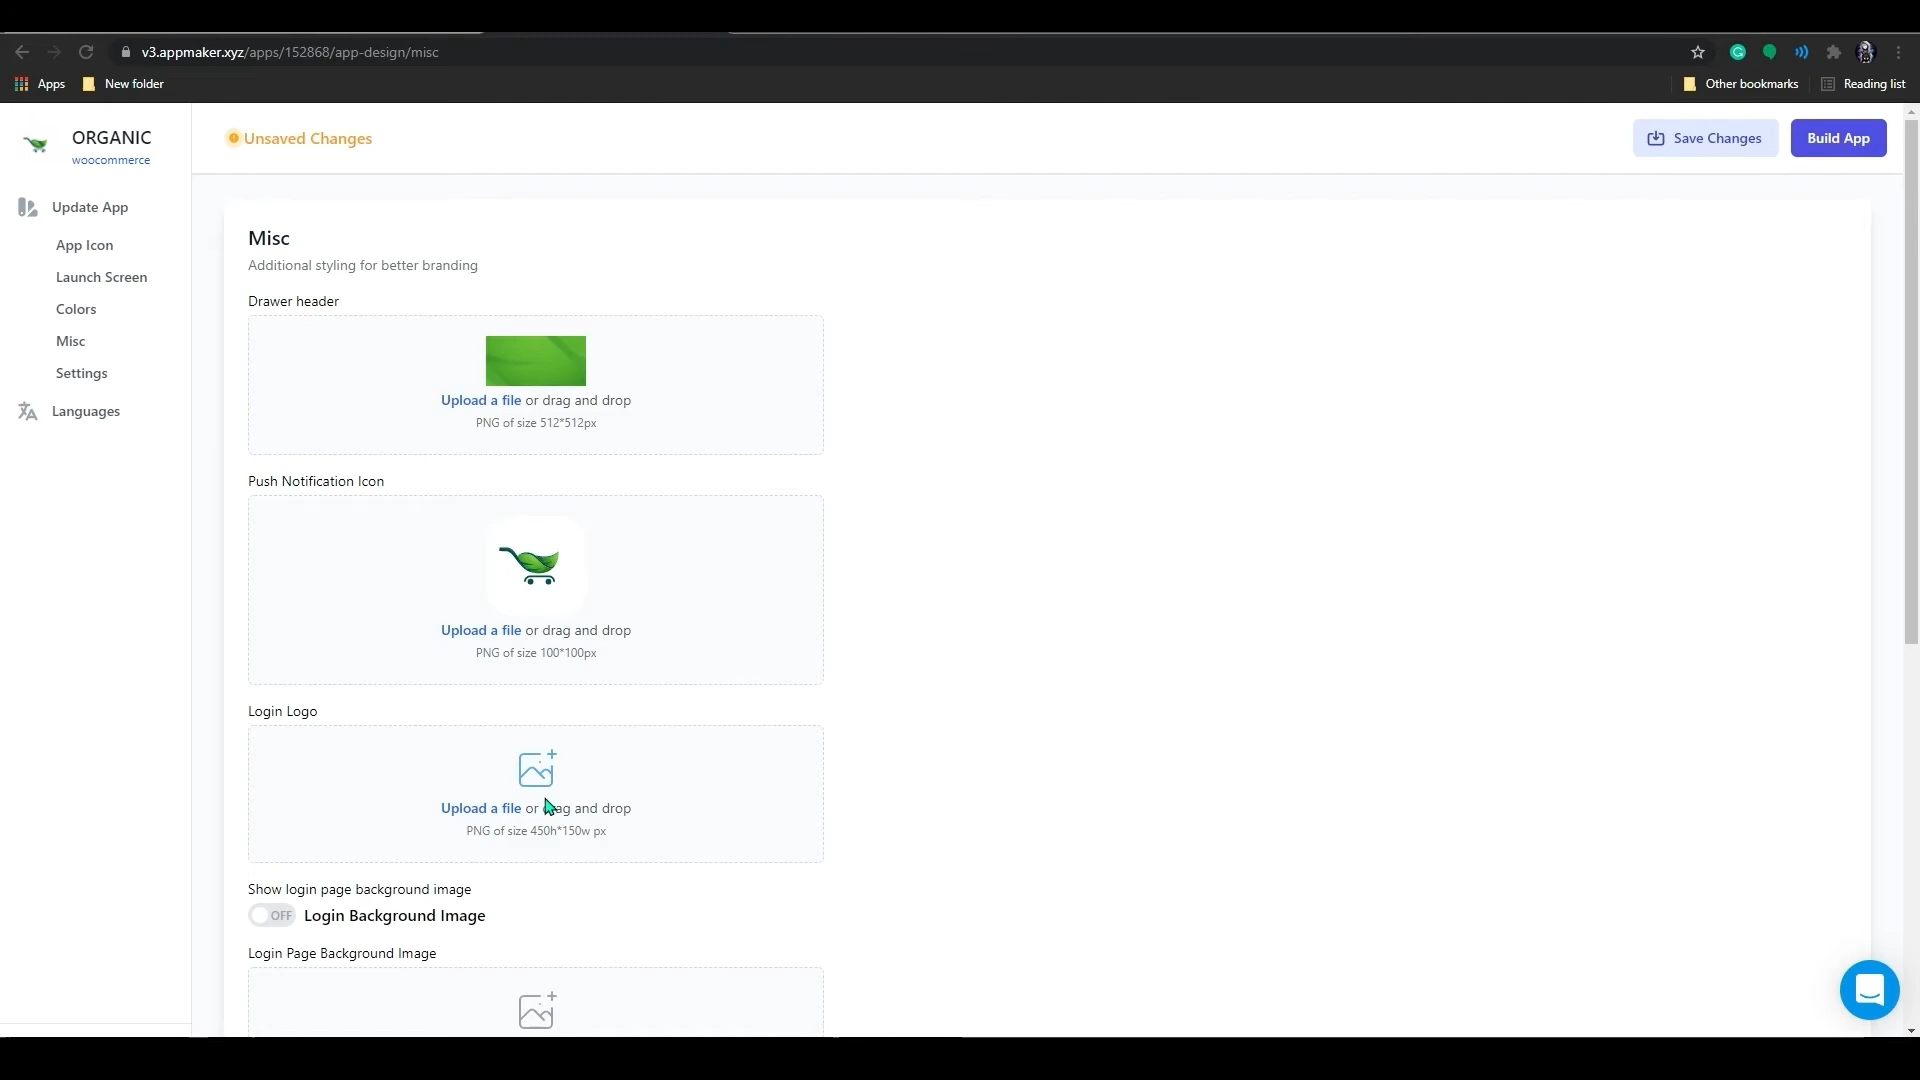 v3.appmaker.xyz/apps/152868/app-design/misc
Apps
New folder
Other bookmarks
Reading list
ORGANIC
woocommerce
Unsaved Changes
Save Changes
Build App
Update App
App Icon
Launch Screen
Colors
Misc
Settings
Languages
Misc
Additional styling for better branding
Drawer header
Upload a file or drag and drop
PNG of size 512*512px
Push Notification Icon
Upload a file or drag and drop
PNG of size 100*100px
Login Logo
Upload a file or drag and drop
PNG of size 450h*150w px
Show login page background image
OFF Login Background Image
Login Page Background Image